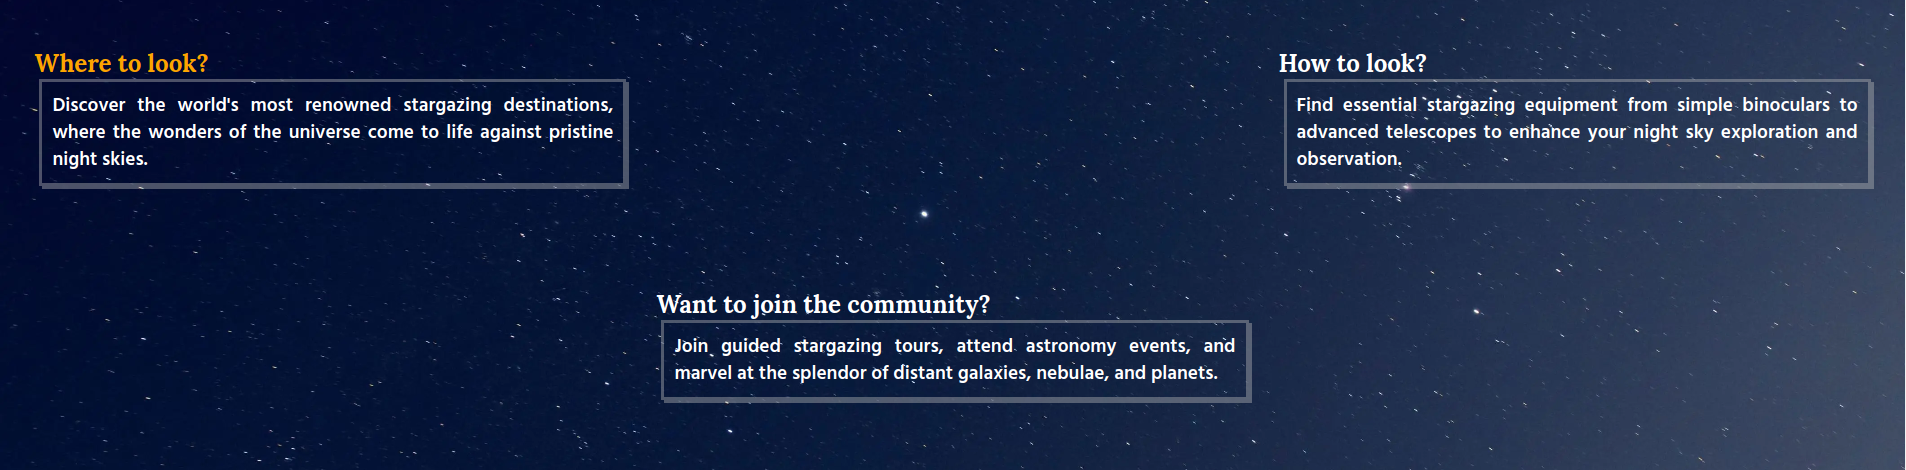 Where to look?
Discover the world's most renowned stargazing destinations,
where the wonders of the universe come to life against pristine
night skies.
How to look?
Find essential stargazing equipment from simple binoculars to
advanced telescopes to enhance your night sky exploration and
observation.
Want to join the community?
Join guided stargazing tours, attend astronomy events, and
marvel at the splendor of distant galaxies, nebulae, and planets.